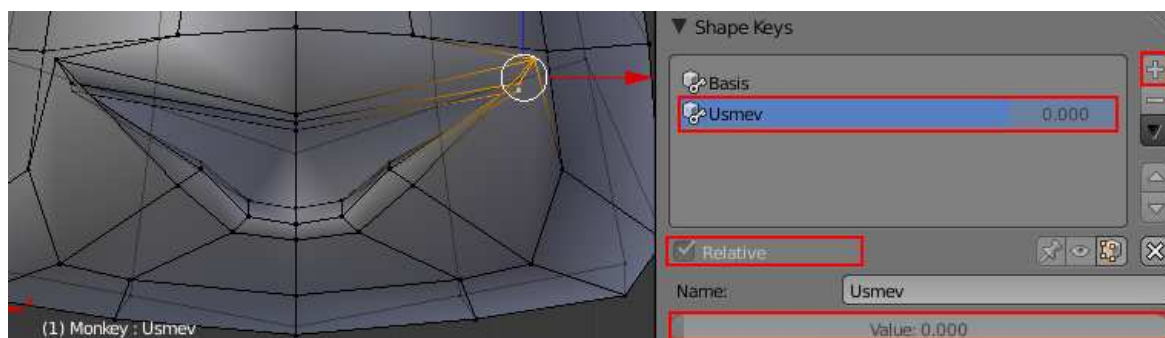 Shape Keys
Basis
Usmev 0.000
Relative
Name: Usmev
Value: 0.000
(1) Monkey : Usmev